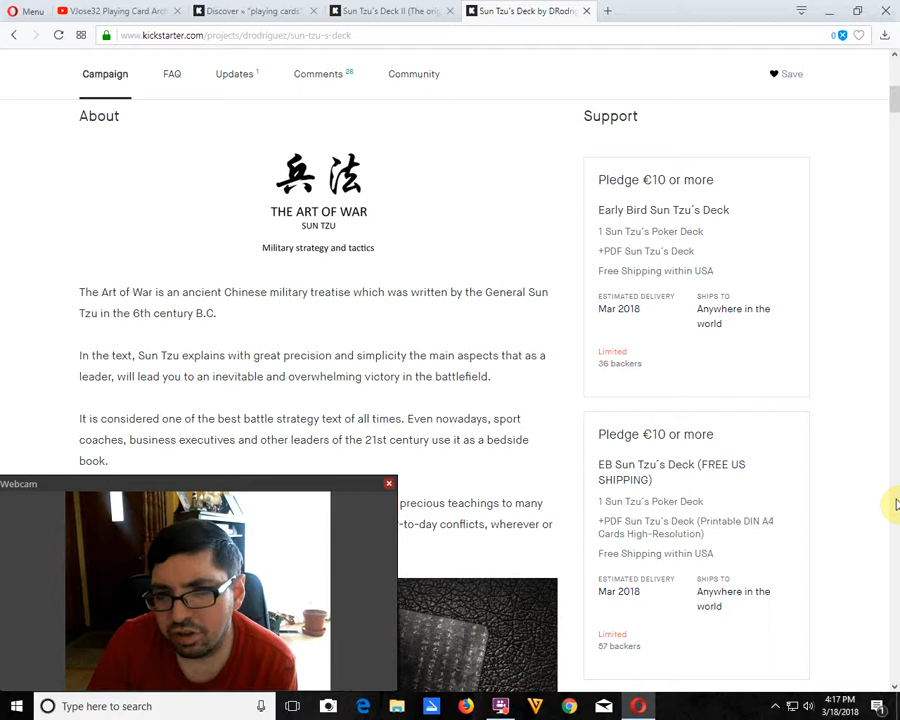 Menu
VJose32 Playing Card Arch
Discover » "playing cards"
Sun Tzu´s Deck II (The orig
Sun Tzu´s Deck by DRodrig
www.kickstarter.com/projects/drodriguez/sun-tzu-s-deck
0
Campaign
FAQ
Updates 1
Comments 28
Community
Save
About
Support
兵法
THE ART OF WAR
SUN TZU
Military strategy and tactics
The Art of War is an ancient Chinese military treatise which was written by the General Sun
Tzu in the 6th century B.C.
In the text, Sun Tzu explains with great precision and simplicity the main aspects that as a
leader, will lead you to an inevitable and overwhelming victory in the battlefield.
It is considered one of the best battle strategy text of all times. Even nowadays, sport
coaches, business executives and other leaders of the 21st century use it as a bedside
book.
precious teachings to many
-to-day conflicts, wherever or
Pledge €10 or more
Early Bird Sun Tzu´s Deck
1 Sun Tzu´s Poker Deck
+PDF Sun Tzu´s Deck
Free Shipping within USA
ESTIMATED DELIVERY
Mar 2018
SHIPS TO
Anywhere in the
world
Limited
36 backers
Pledge €10 or more
EB Sun Tzu´s Deck (FREE US
SHIPPING)
1 Sun Tzu´s Poker Deck
+PDF Sun Tzu´s Deck (Printable DIN A4
Cards High-Resolution)
Free Shipping within USA
ESTIMATED DELIVERY
Mar 2018
SHIPS TO
Anywhere in the
world
Limited
57 backers
Webcam
Type here to search
4:17 PM
3/18/2018
1